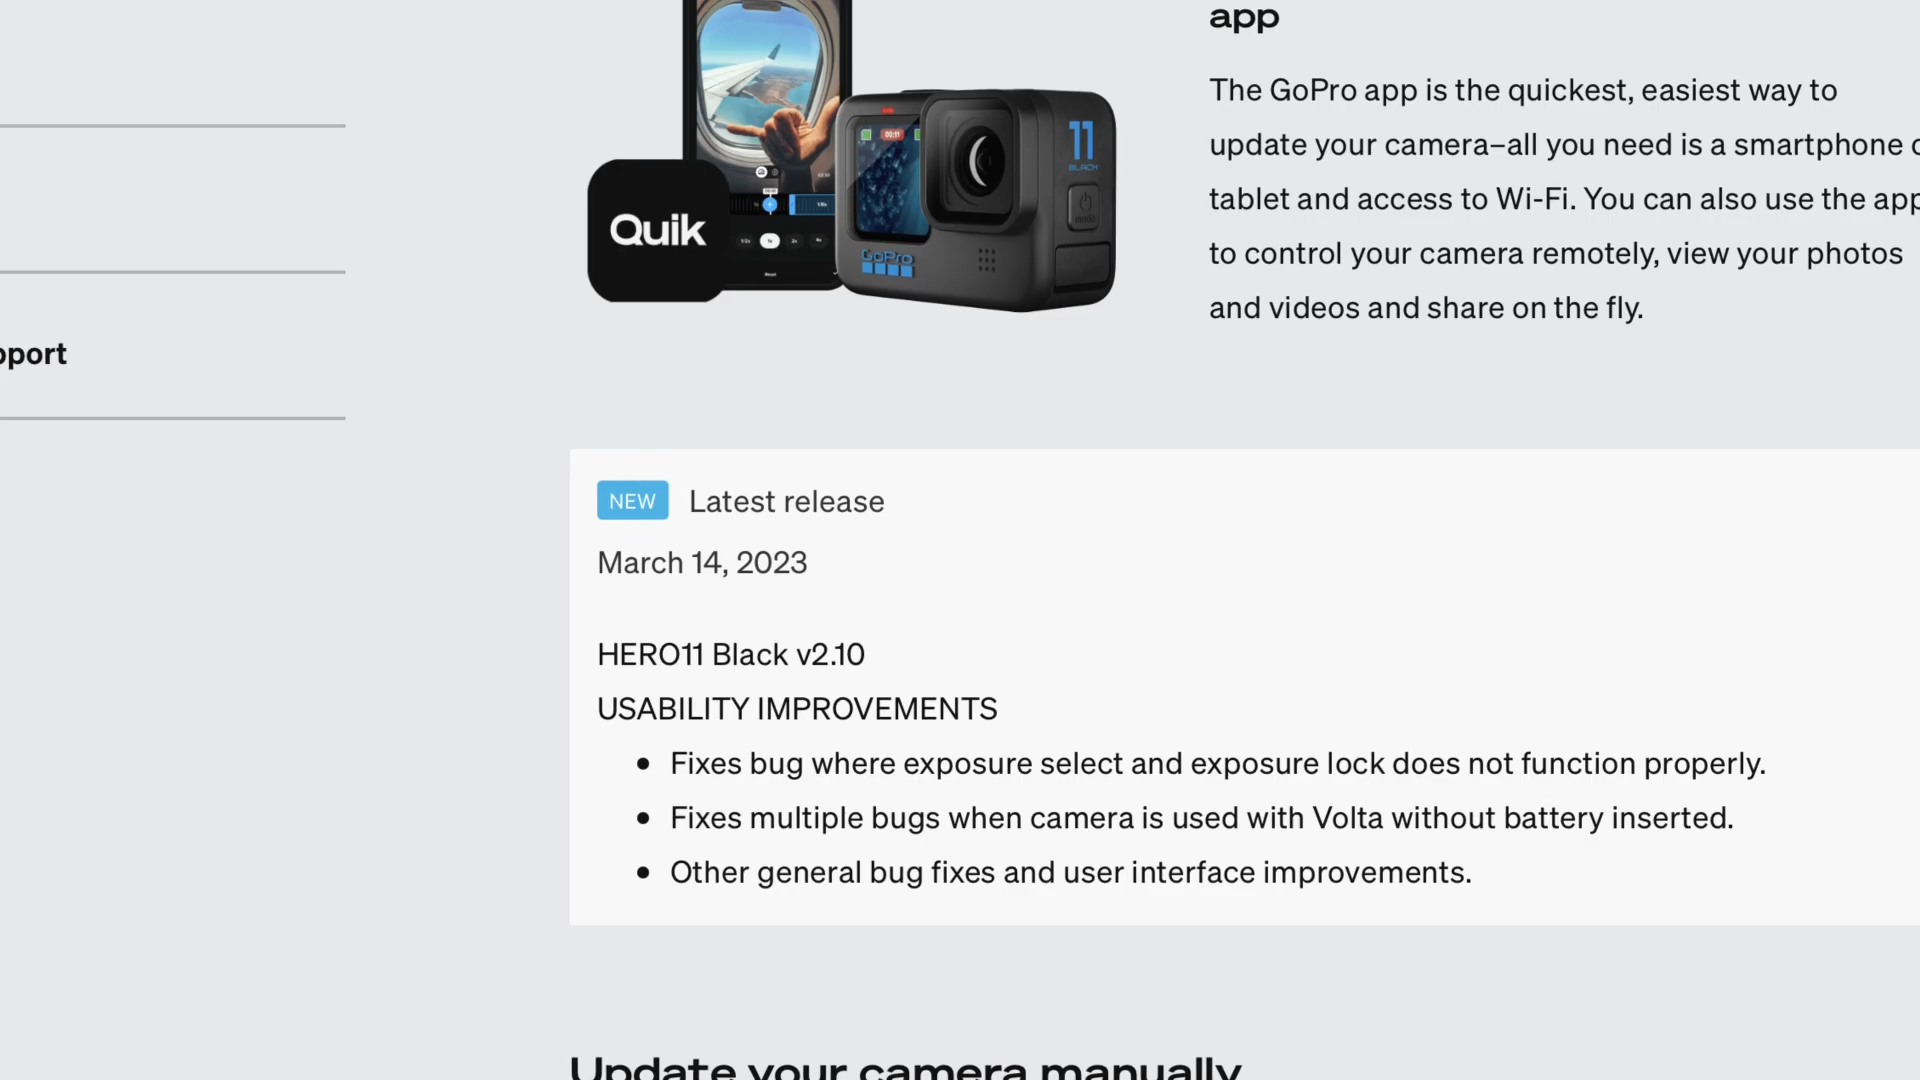 app
The GoPro app is the quickest, easiest way to
update your camera–all you need is a smartphone
tablet and access to Wi-Fi. You can also use the app
to control your camera remotely, view your photos
and videos and share on the fly.
Quik
00:11
11
BLACK
GoPro
pport
NEW Latest release
March 14, 2023
HERO11 Black v2.10
USABILITY IMPROVEMENTS
• Fixes bug where exposure select and exposure lock does not function properly.
• Fixes multiple bugs when camera is used with Volta without battery inserted.
• Other general bug fixes and user interface improvements.
Update your camera manually